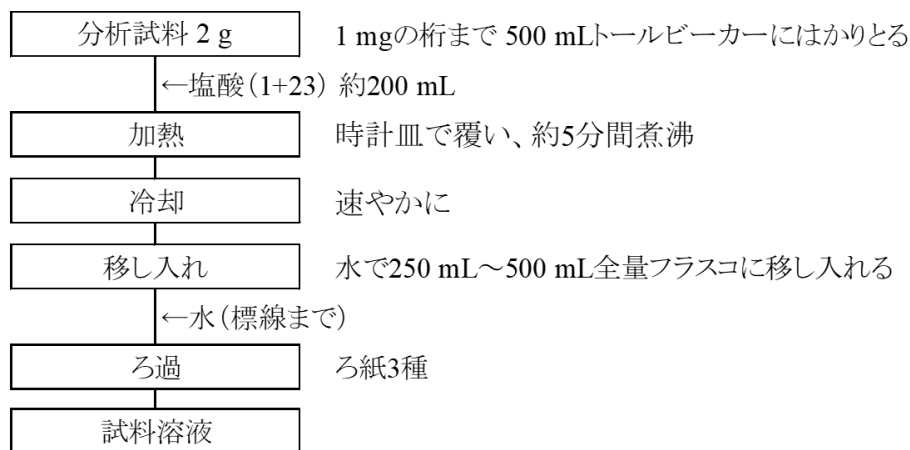 分析試料 2 g 1 mgの桁まで 500 mLトールビーカーにはかりとる
←塩酸(1+23) 約200 mL
加熱 時計皿で覆い、約5分間煮沸
冷却 速やかに
移し入れ 水で250 mL～500 mL全量フラスコに移し入れる
←水(標線まで)
ろ過 ろ紙3種
試料溶液